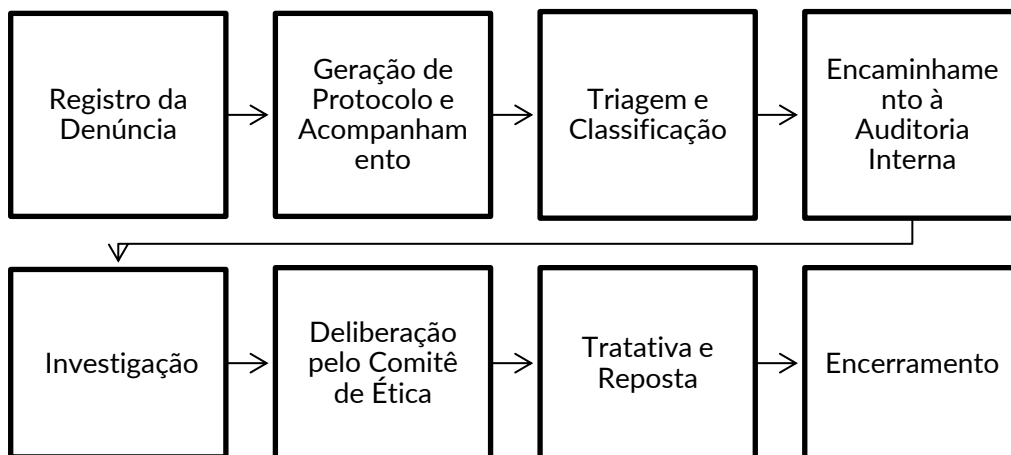 Registro da
Denúncia
Geração de
Protocolo e
Acompanham
ento
Triagem e
Classificação
Encaminhame
nto à
Auditoria
Interna
Investigação
Deliberação
pelo Comitê
de Ética
Tratativa e
Reposta
Encerramento